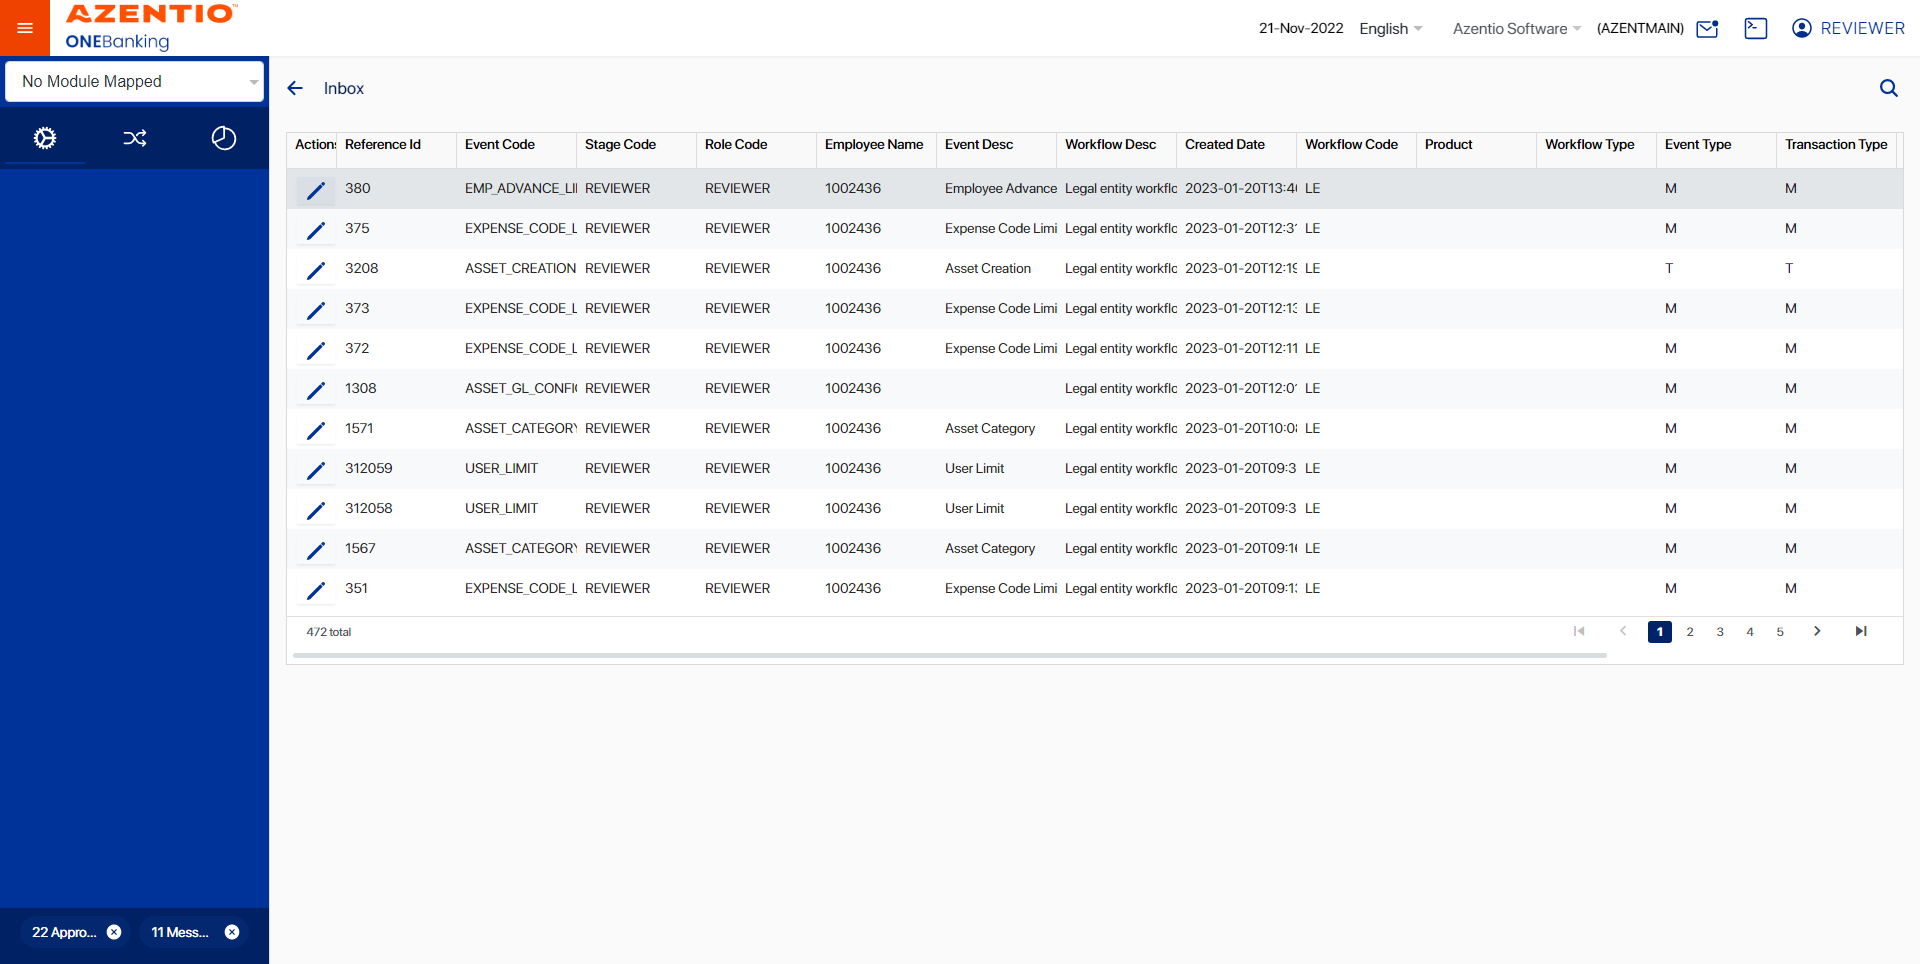 AZENTIO™
ONEBanking
21-Nov-2022 English Azentio Software (AZENTMAIN) REVIEWER
No Module Mapped
Inbox
Actions Reference Id Event Code Stage Code Role Code Employee Name Event Desc Workflow Desc Created Date Workflow Code Product Workflow Type Event Type Transaction Type
380 EMP_ADVANCE_LI REVIEWER REVIEWER 1002436 Employee Advance Legal entity workflo 2023-01-20T13:4 LE M M
375 EXPENSE_CODE_L REVIEWER REVIEWER 1002436 Expense Code Limi Legal entity workflo 2023-01-20T12:3 LE M M
3208 ASSET_CREATION REVIEWER REVIEWER 1002436 Asset Creation Legal entity workflo 2023-01-20T12:19 LE T T
373 EXPENSE_CODE_L REVIEWER REVIEWER 1002436 Expense Code Limi Legal entity workflo 2023-01-20T12:13 LE M M
372 EXPENSE_CODE_L REVIEWER REVIEWER 1002436 Expense Code Limi Legal entity workflo 2023-01-20T12:11 LE M M
1308 ASSET_GL_CONFI REVIEWER REVIEWER 1002436 Legal entity workflo 2023-01-20T12:0 LE M M
1571 ASSET_CATEGORY REVIEWER REVIEWER 1002436 Asset Category Legal entity workflo 2023-01-20T10:0 LE M M
312059 USER_LIMIT REVIEWER REVIEWER 1002436 User Limit Legal entity workflo 2023-01-20T09:3 LE M M
312058 USER_LIMIT REVIEWER REVIEWER 1002436 User Limit Legal entity workflo 2023-01-20T09:3 LE M M
1567 ASSET_CATEGORY REVIEWER REVIEWER 1002436 Asset Category Legal entity workflo 2023-01-20T09:1 LE M M
351 EXPENSE_CODE_L REVIEWER REVIEWER 1002436 Expense Code Limi Legal entity workflo 2023-01-20T09:1 LE M M
472 total 1 2 3 4 5
22 Appro... 11 Mess...